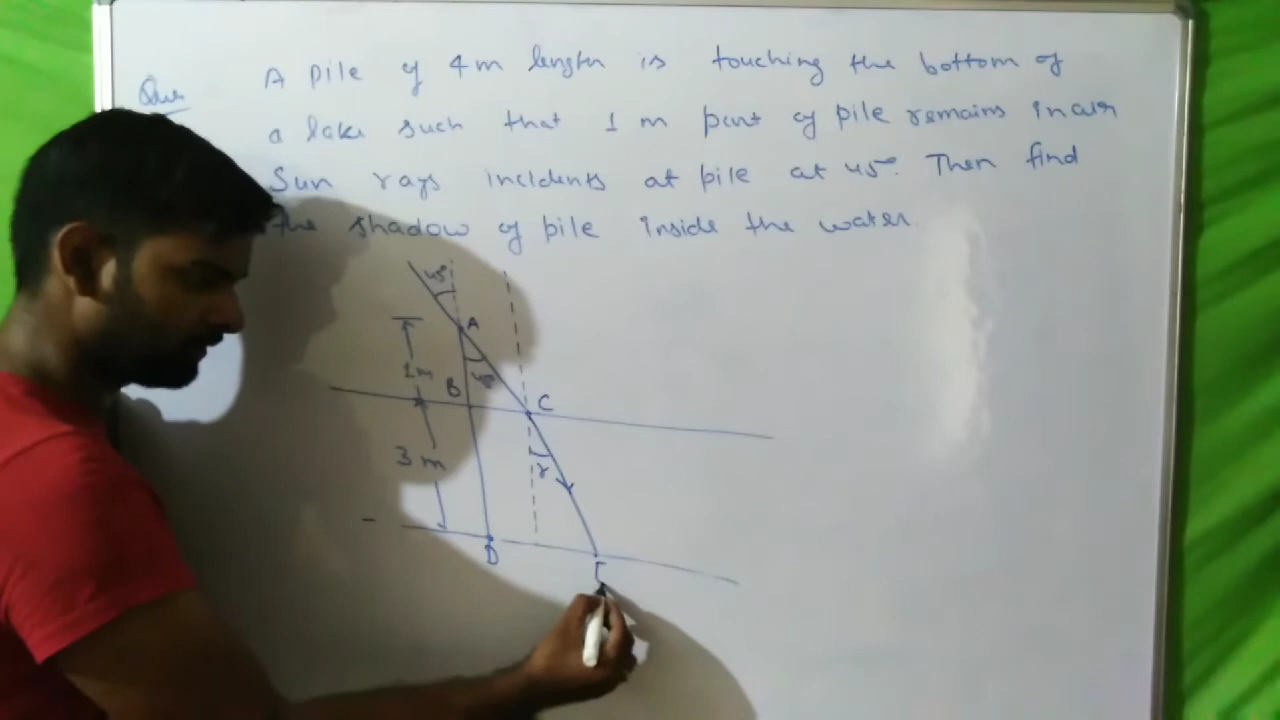 Que A pile of 4m length is touching the bottom of
a lake such that 1 m part of pile remains in air
Sun rays incidents at pile at 45°. Then find
the shadow of pile inside the water.
45°
A
1m
B
45°
C
3 m
r
D